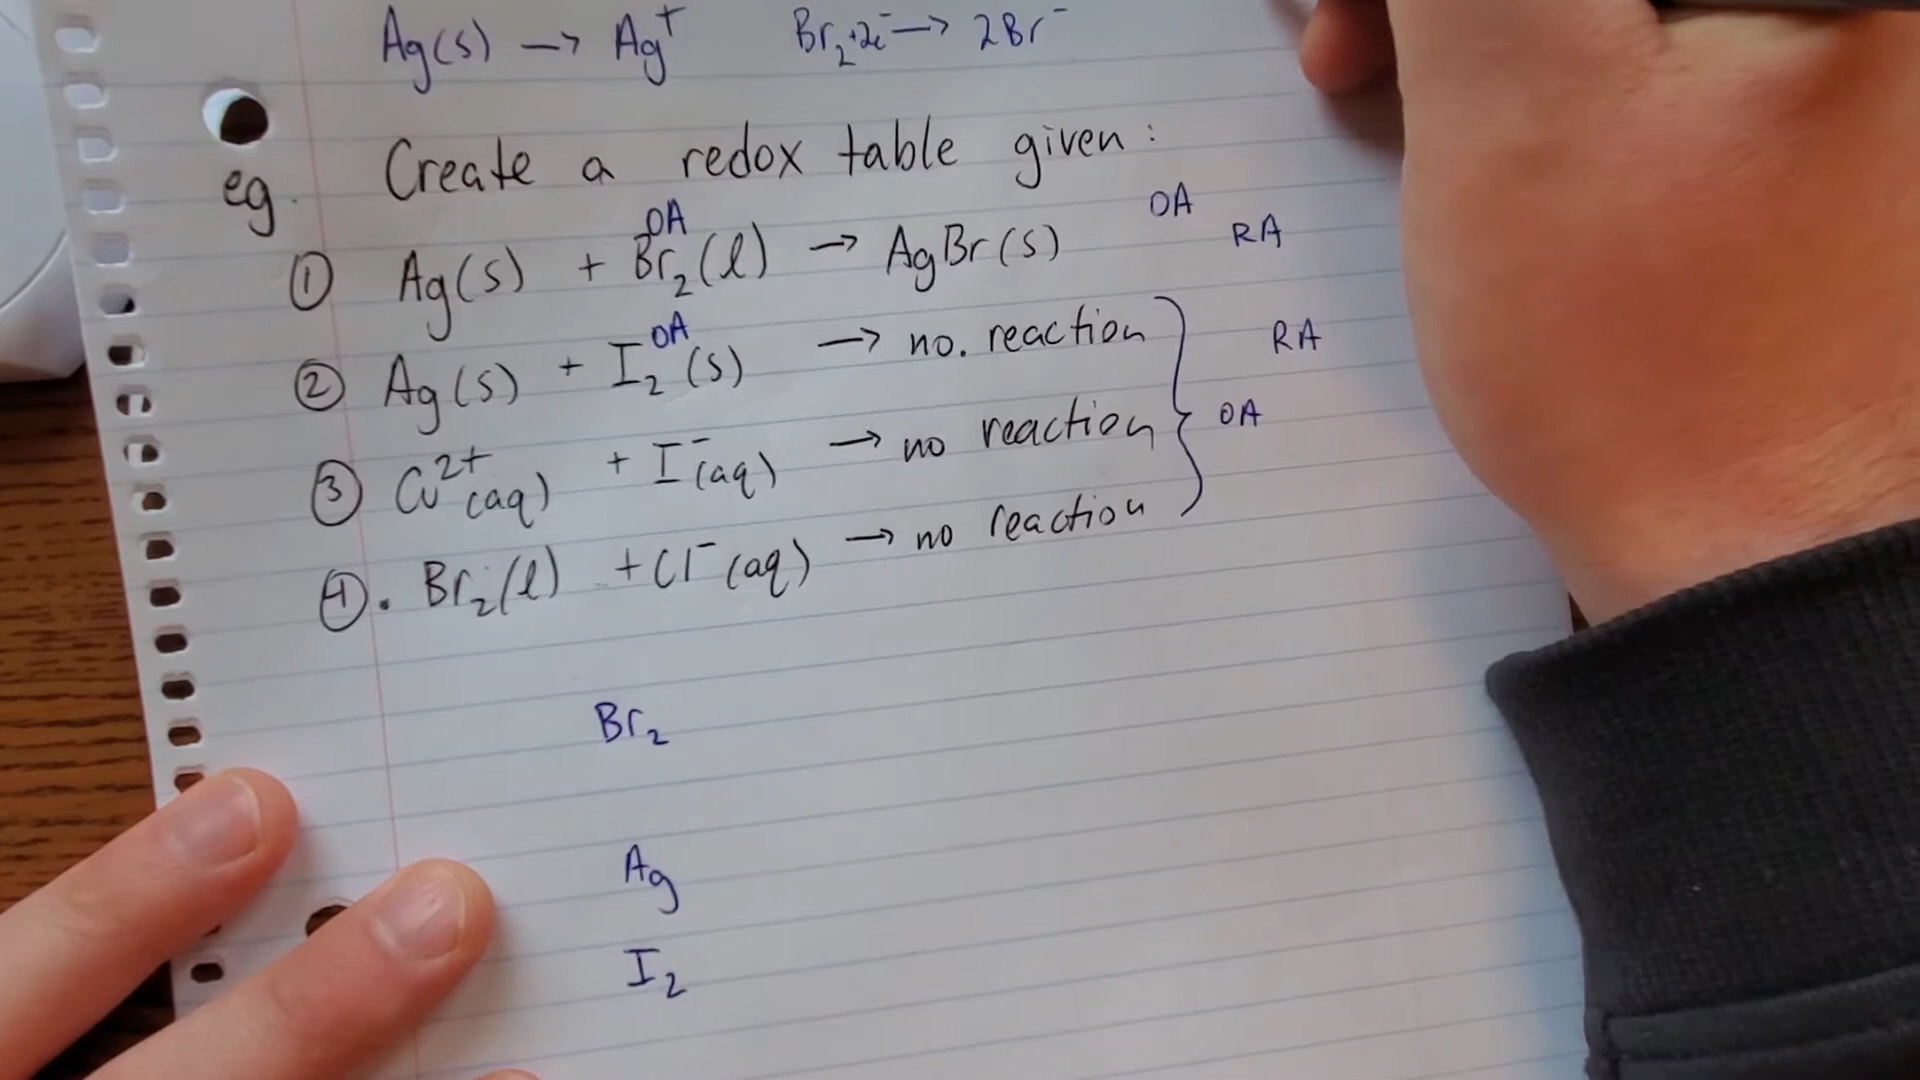 Ag(s) → Ag⁺ Br₂+2e⁻ → 2Br⁻
eg. Create a redox table given:
OA OA
① Ag(s) + Br₂(l) → AgBr(s) RA
OA
② Ag(s) + I₂(s) → no. reaction RA
③ Cu²⁺(aq) + I⁻(aq) → no reaction OA
④. Br₂(l) + Cl⁻(aq) → no reaction
Br₂
Ag
I₂